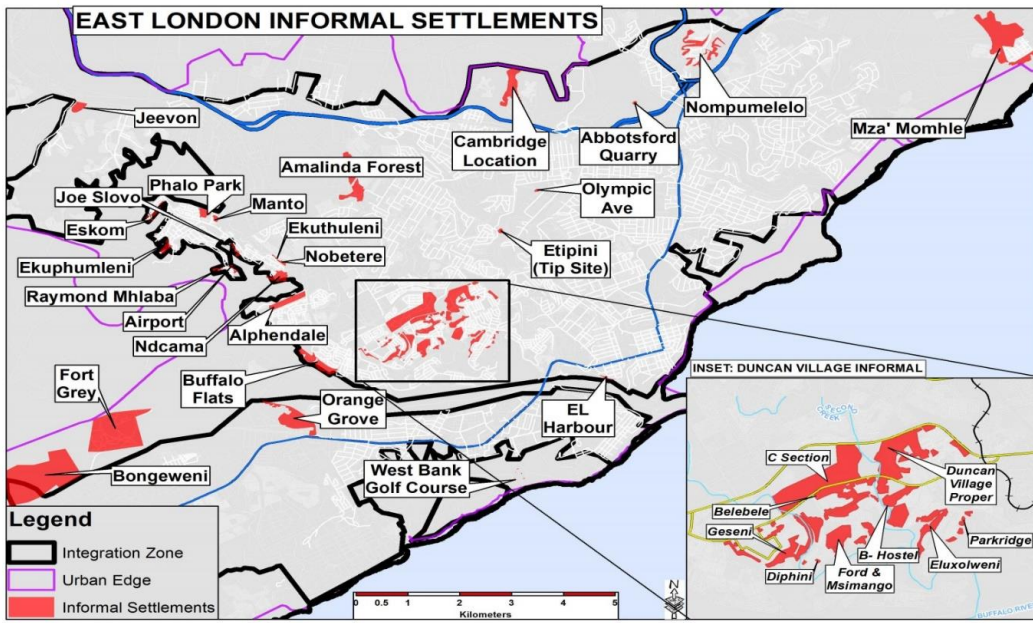 EAST LONDON INFORMAL SETTLEMENTS
Jeevon
Cambridge
Location
Abbotsford
Quarry
Nompumelelo
Mza' Momhle
Amalinda Forest
Olympic
Ave
Joe Slovo
Phalo Park
Manto
Eskom
Ekuthuleni
Nobetere
Etipini
(Tip Site)
Ekuphumleni
Raymond Mhlaba
Airport
Ndcama
Alphendale
Fort
Grey
Buffalo
Flats
Orange
Grove
EL
Harbour
Bongeweni
West Bank
Golf Course
Legend
Integration Zone
Urban Edge
Informal Settlements
0 0.5 1 2 3 4 5
Kilometers
N
INSET: DUNCAN VILLAGE INFORMAL
SECOND
CREEK
C Section
Duncan
Village
Proper
Belebele
Geseni
Parkridge
B- Hostel
Diphini
Ford &
Msimango
Eluxolweni
BUFFALO RIVER